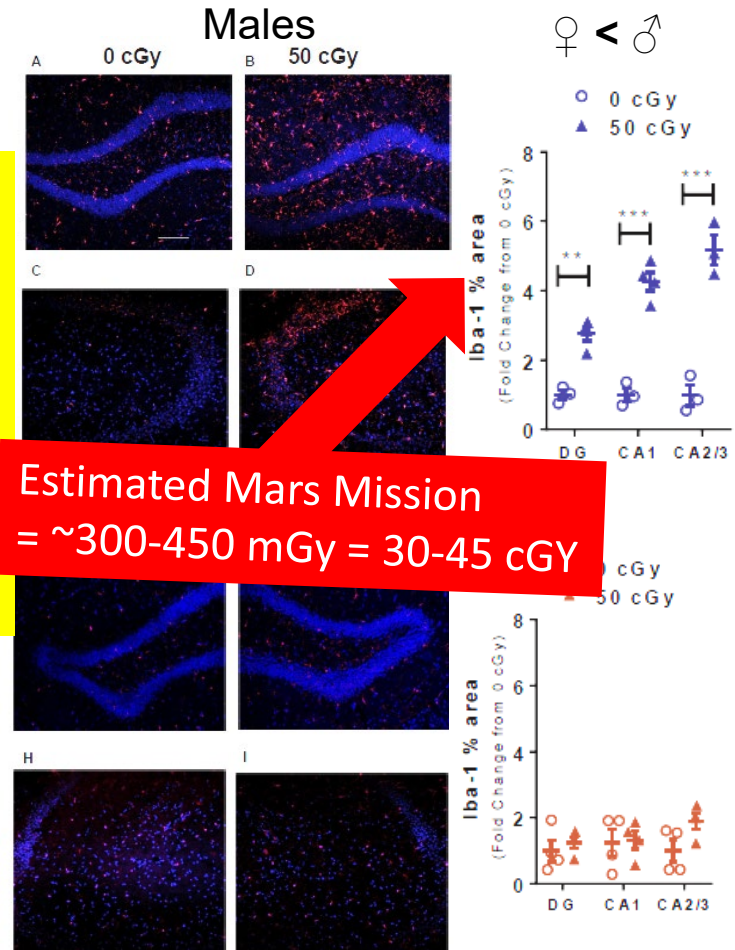 Males
♀ < ♂
A 0 cGy B 50 cGy
0 cGy
50 cGy
8
6
4
2
0
Iba-1 % area
(Fold Change from 0 cGy)
**
***
***
DG CA1 CA2/3
C D
Estimated Mars Mission
= ~300-450 mGy = 30-45 cGY
cGy
50 cGy
8
6
4
2
0
Iba-1 % area
(Fold Change from 0 cGy)
DG CA1 CA2/3
H I